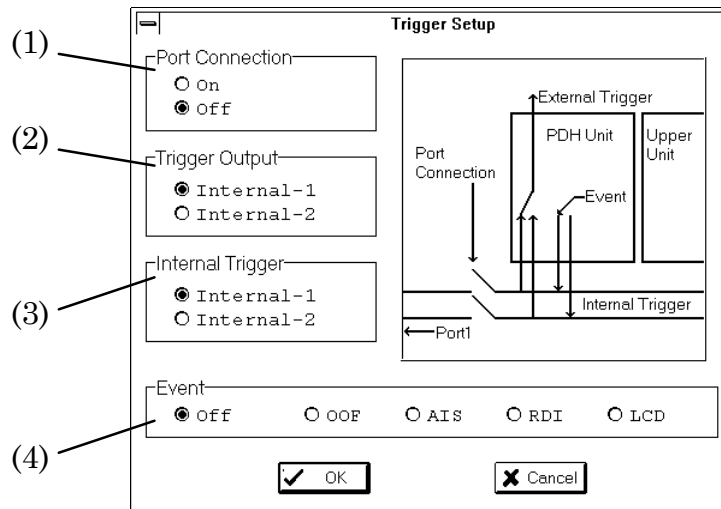 Trigger Setup
(1)
Port Connection
On
Off
(2)
Trigger Output
Internal-1
Internal-2
(3)
Internal Trigger
Internal-1
Internal-2
External Trigger
PDH Unit
Upper
Unit
Port
Connection
Event
Internal Trigger
Port1
(4)
Event
Off OOF AIS RDI LCD
OK Cancel